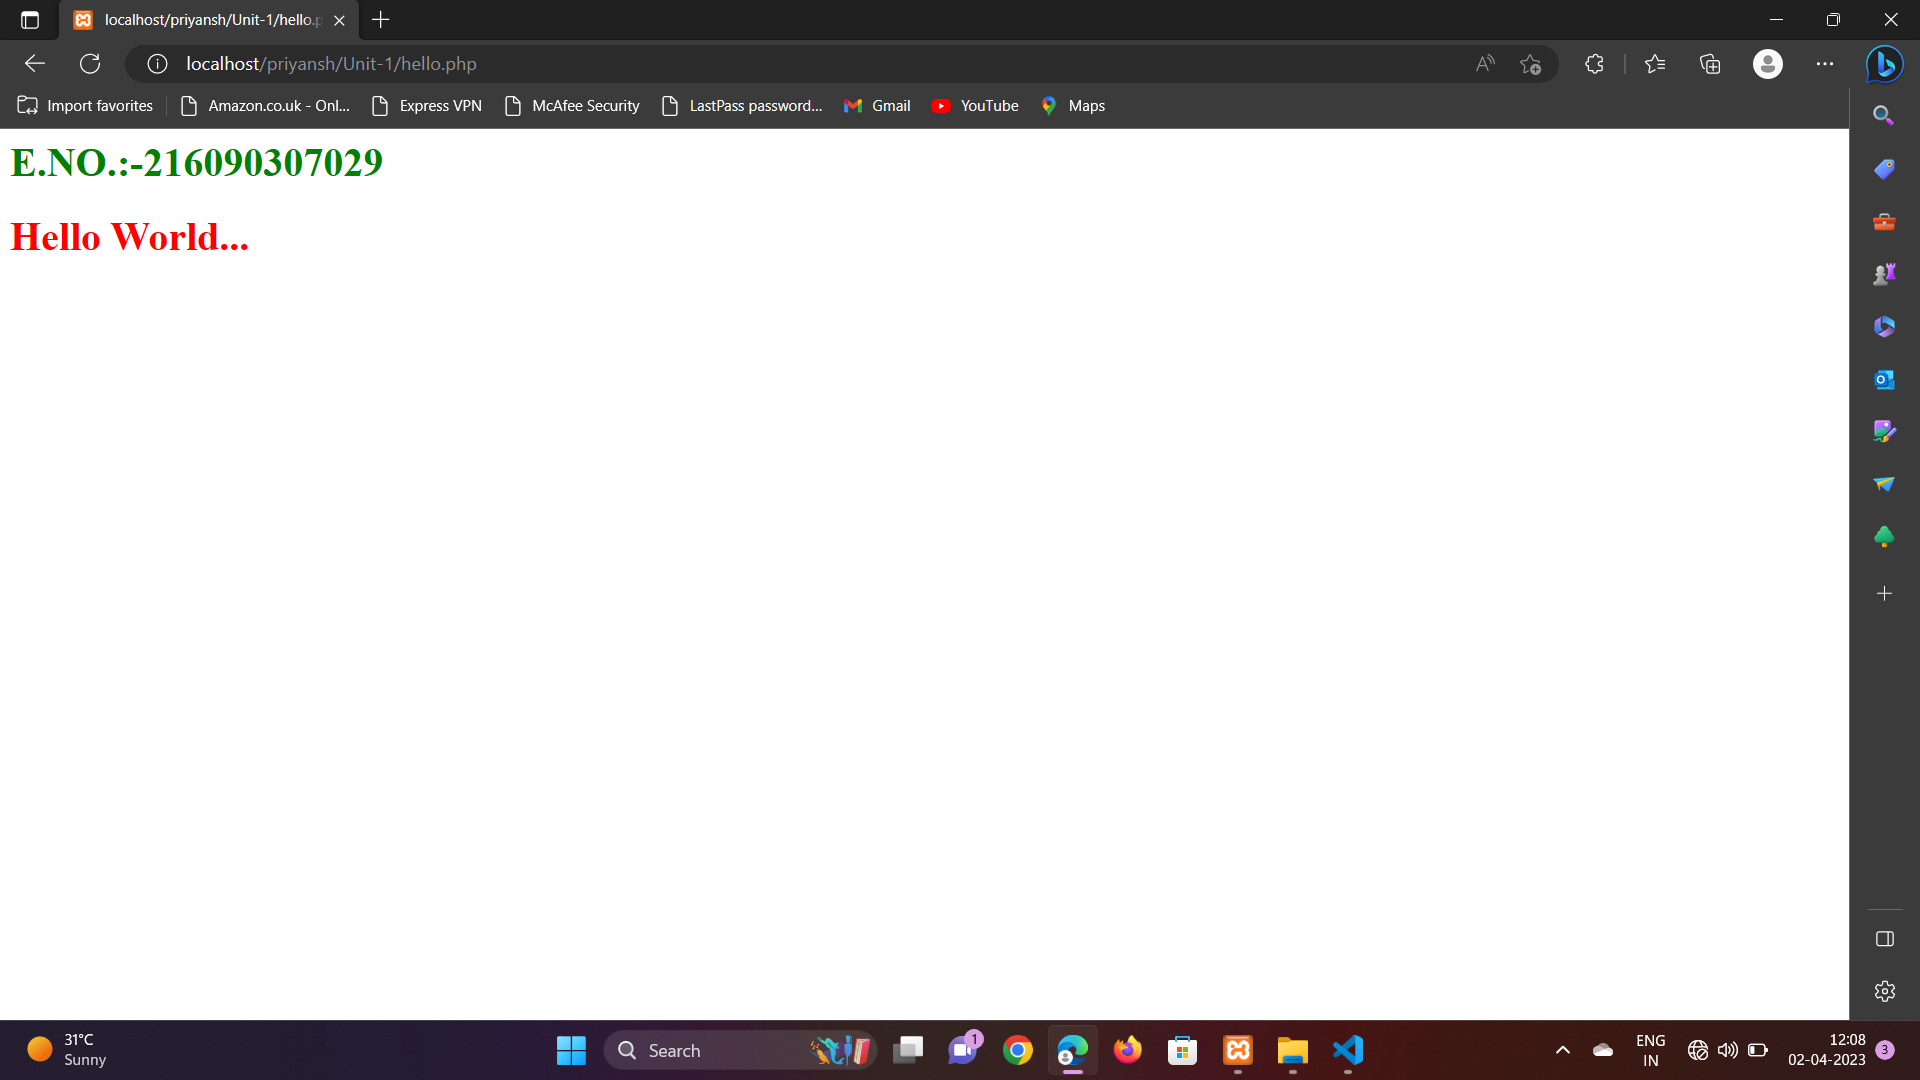 localhost/priyansh/Unit-1/hello.p
localhost/priyansh/Unit-1/hello.php
Import favorites
Amazon.co.uk - Onl...
Express VPN
McAfee Security
LastPass password...
Gmail
YouTube
Maps
E.NO.:-216090307029
Hello World...
31°C
Sunny
Search
1
ENG
IN
12:08
02-04-2023
3